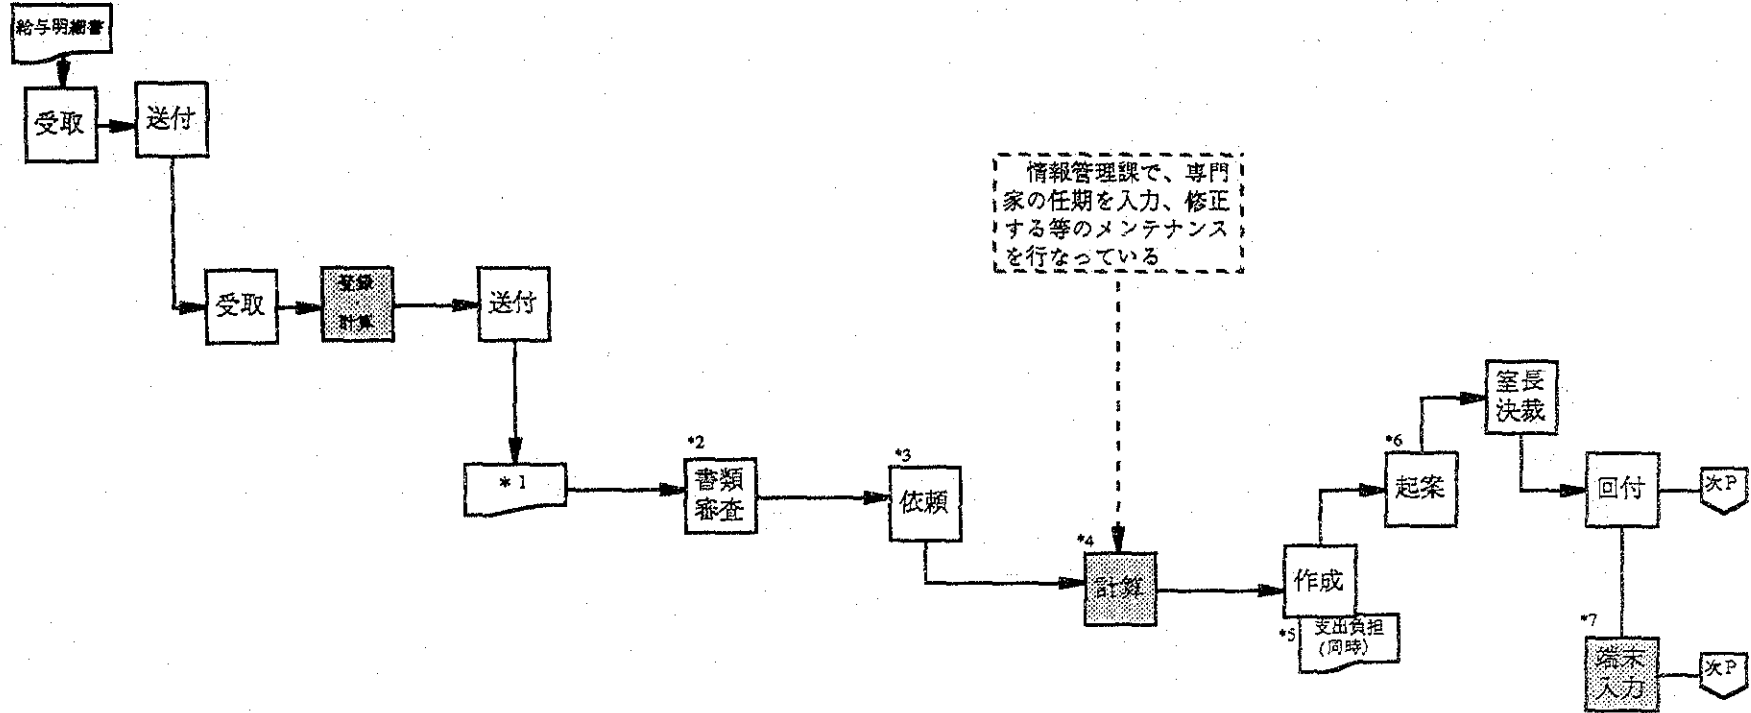 給与明細書
受取
送付
情報管理課で、専門
家の任期を入力、修正
する等のメンテナンス
を行なっている
受取
登録
・
計算
送付
室長
決裁
*1
*2
書類
審査
*3
依頼
*4
計算
作成
*5
支出負担
(同時)
*6
起案
回付
次P
*7
端末
入力
次P